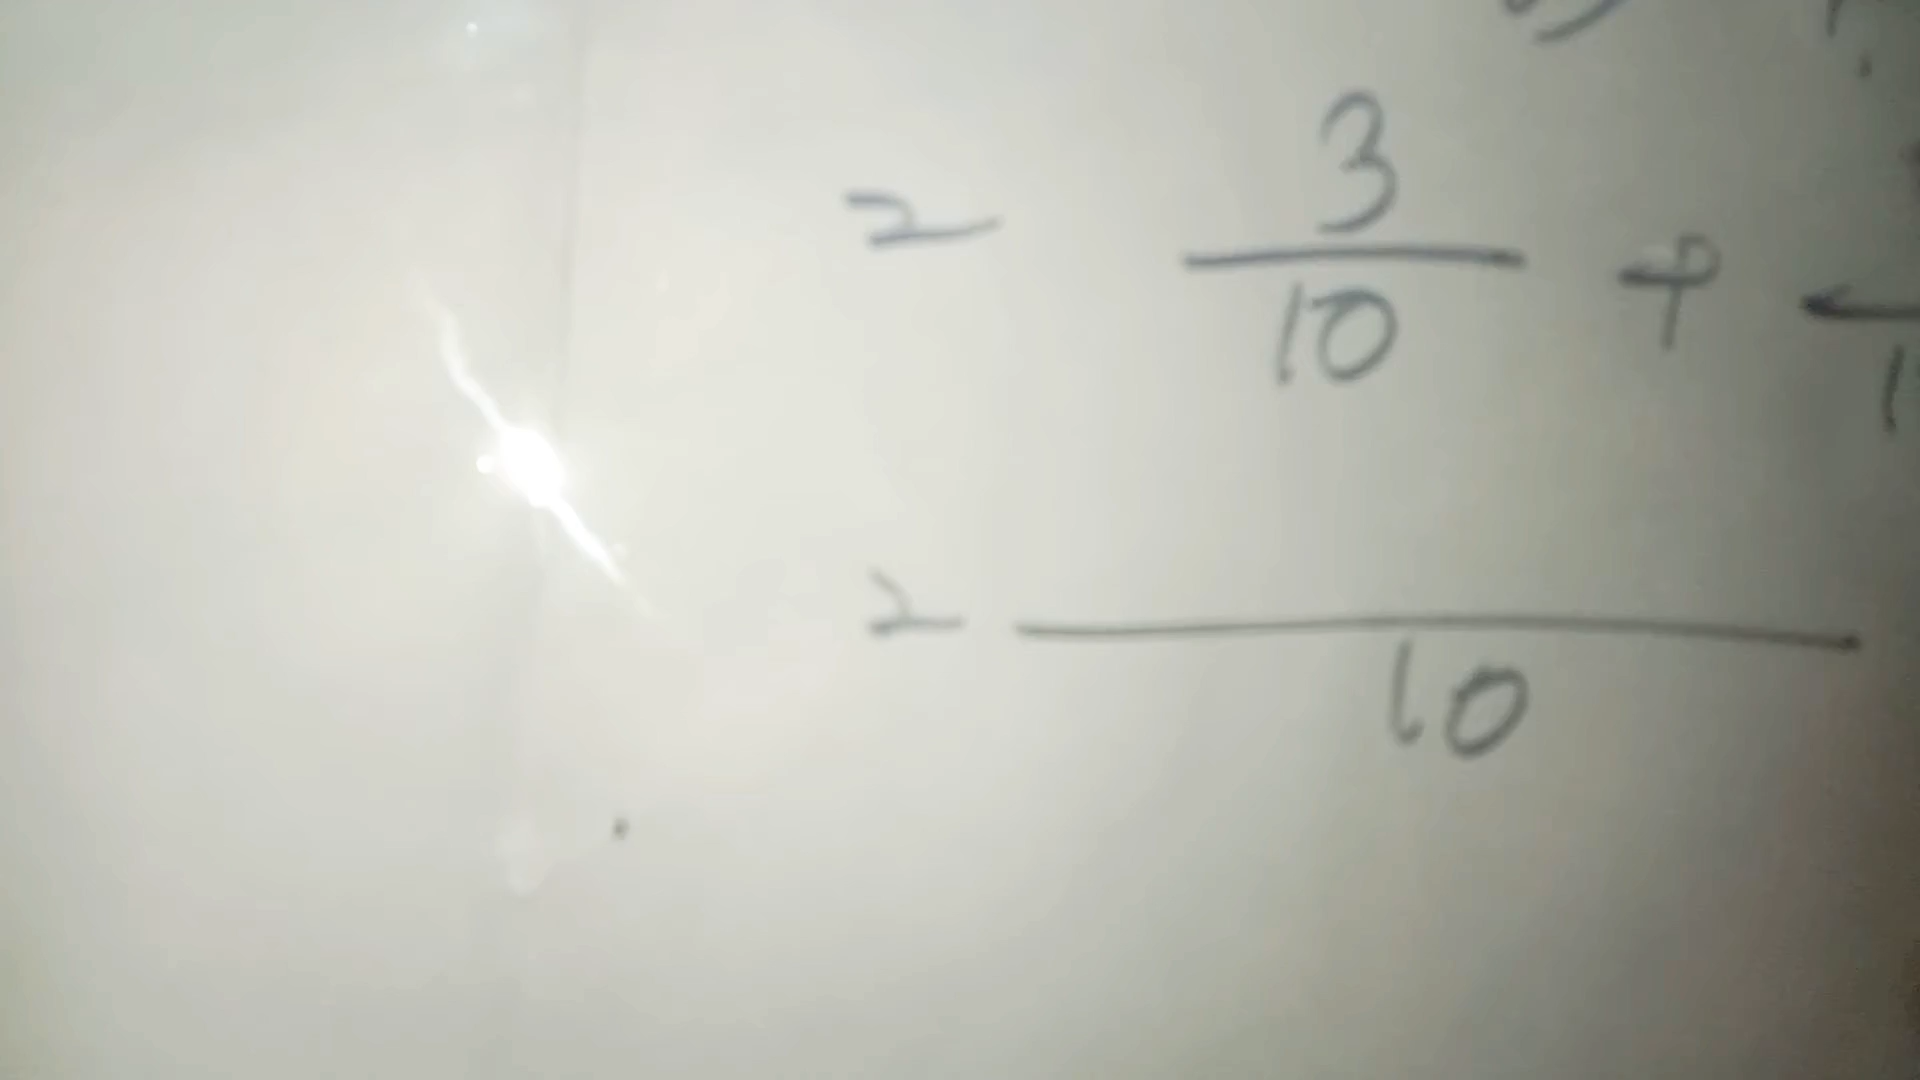 = 3/10 +
= /10